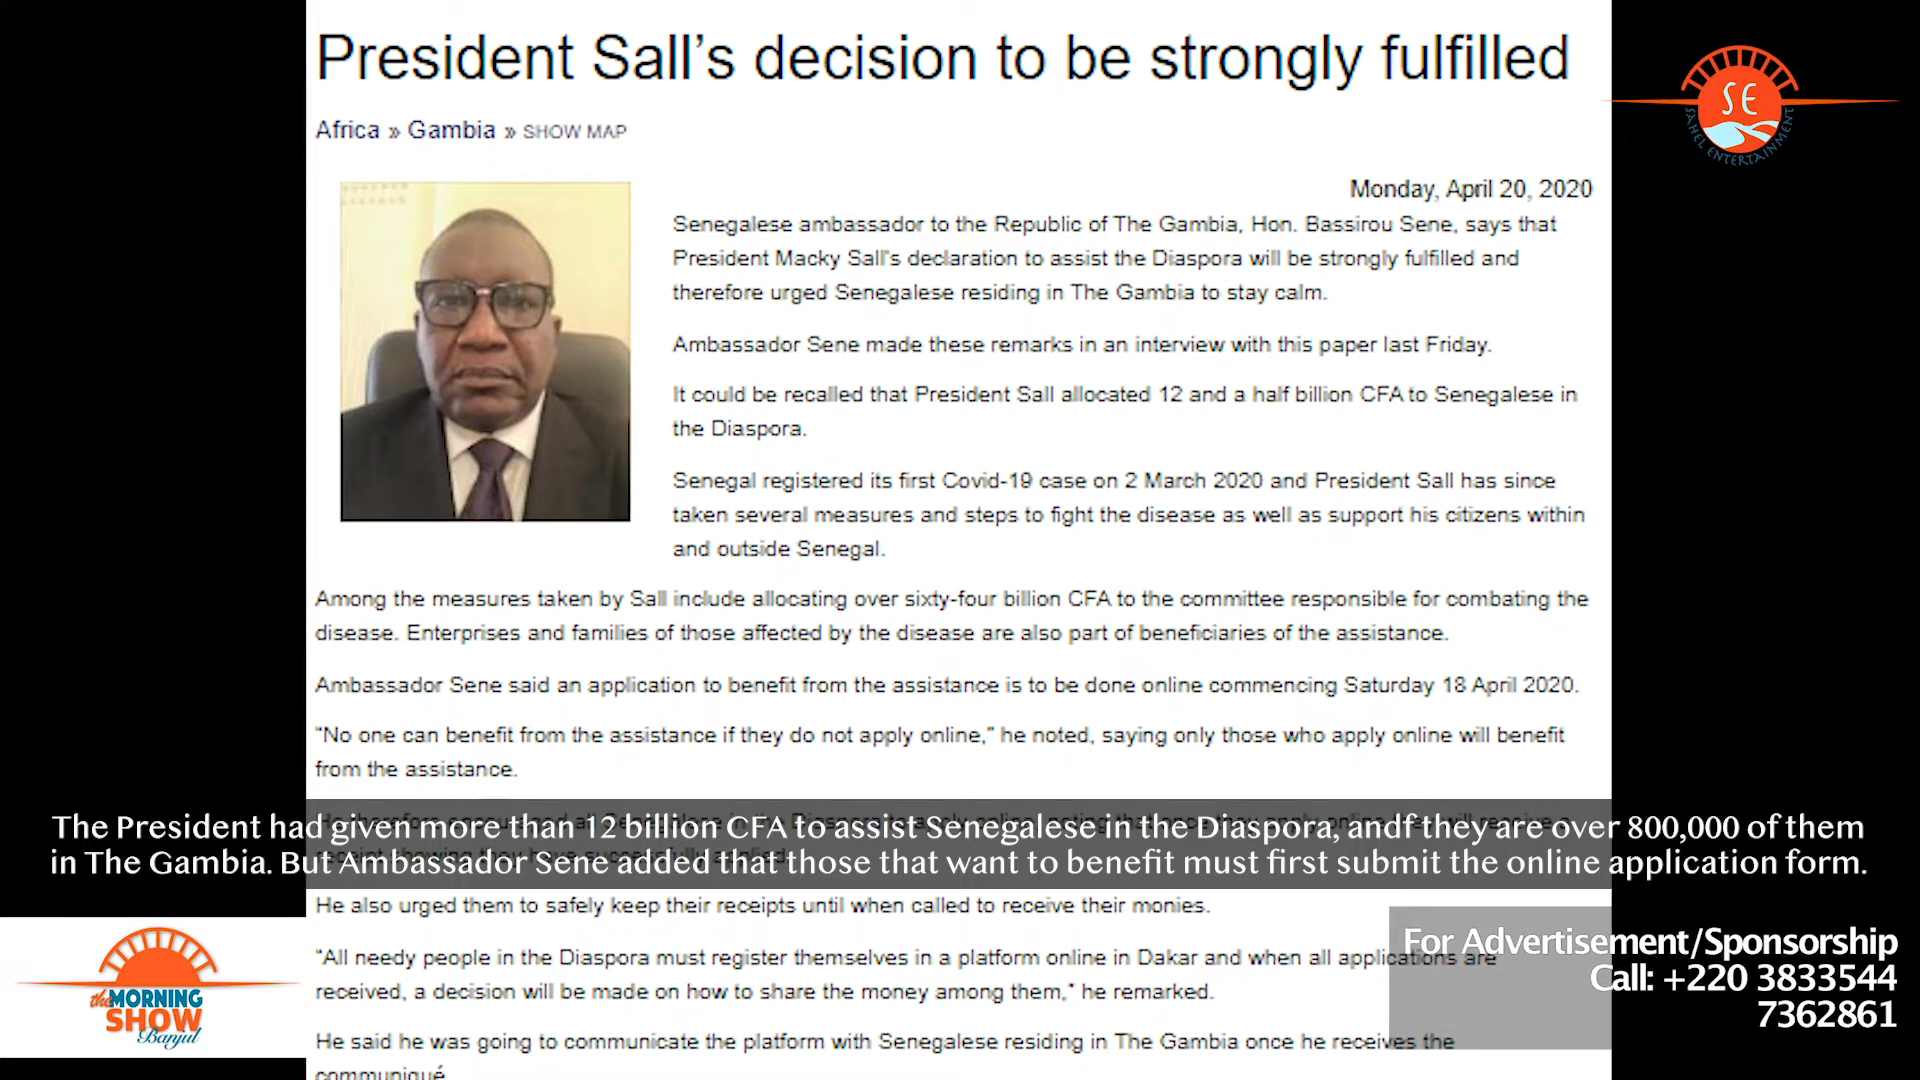 President Sall's decision to be strongly fulfilled
Africa » Gambia » SHOW MAP
SE
SAHEL ENTERTAINMENT
Monday, April 20, 2020
Senegalese ambassador to the Republic of The Gambia, Hon. Bassirou Sene, says that
President Macky Sall's declaration to assist the Diaspora will be strongly fulfilled and
therefore urged Senegalese residing in The Gambia to stay calm.
Ambassador Sene made these remarks in an interview with this paper last Friday.
It could be recalled that President Sall allocated 12 and a half billion CFA to Senegalese in
the Diaspora.
Senegal registered its first Covid-19 case on 2 March 2020 and President Sall has since
taken several measures and steps to fight the disease as well as support his citizens within
and outside Senegal.
Among the measures taken by Sall include allocating over sixty-four billion CFA to the committee responsible for combating the
disease. Enterprises and families of those affected by the disease are also part of beneficiaries of the assistance.
Ambassador Sene said an application to benefit from the assistance is to be done online commencing Saturday 18 April 2020.
"No one can benefit from the assistance if they do not apply online," he noted, saying only those who apply online will benefit
from the assistance.
The President had given more than 12 billion CFA to assist Senegalese in the Diaspora, andf they are over 800,000 of them
in The Gambia. But Ambassador Sene added that those that want to benefit must first submit the online application form.
He also urged them to safely keep their receipts until when called to receive their monies.
"All needy people in the Diaspora must register themselves in a platform online in Dakar and when all applications are
received, a decision will be made on how to share the money among them," he remarked.
He said he was going to communicate the platform with Senegalese residing in The Gambia once he receives the
communiqué
For Advertisement/Sponsorship
Call: +220 3833544
7362861
the MORNING
SHOW
Banjul